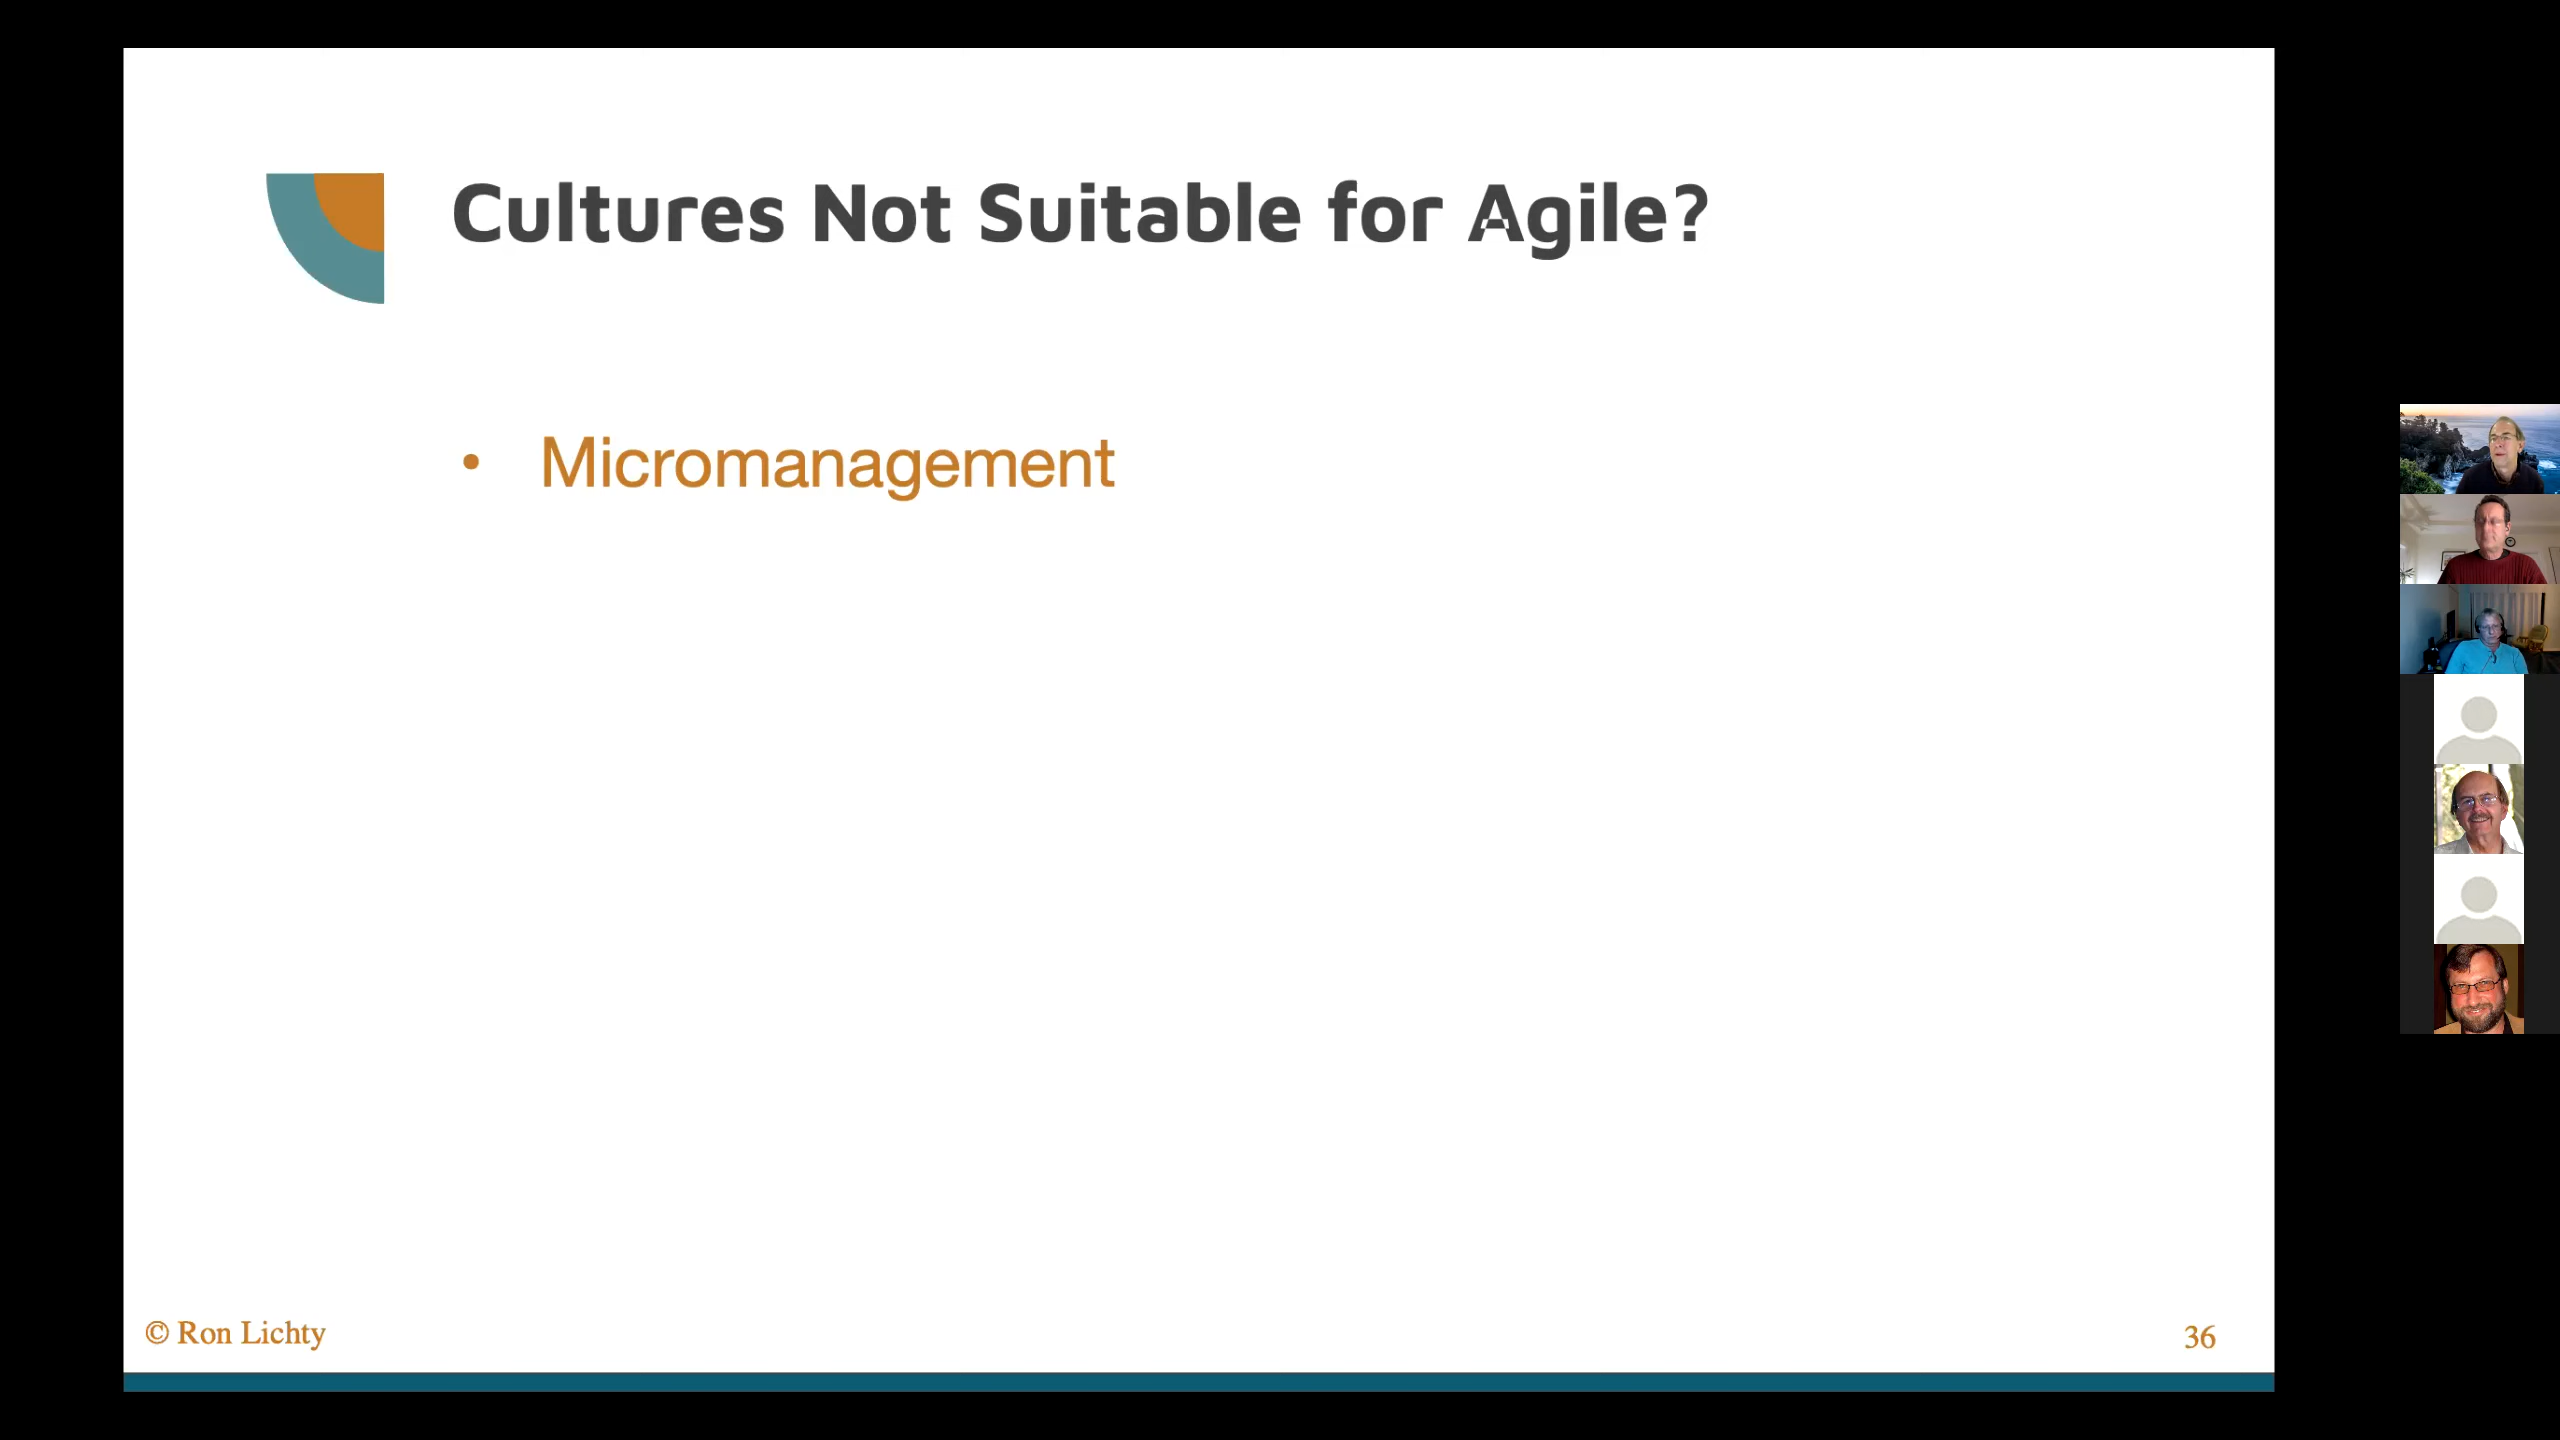 Cultures Not Suitable for Agile?
• Micromanagement
© Ron Lichty
36